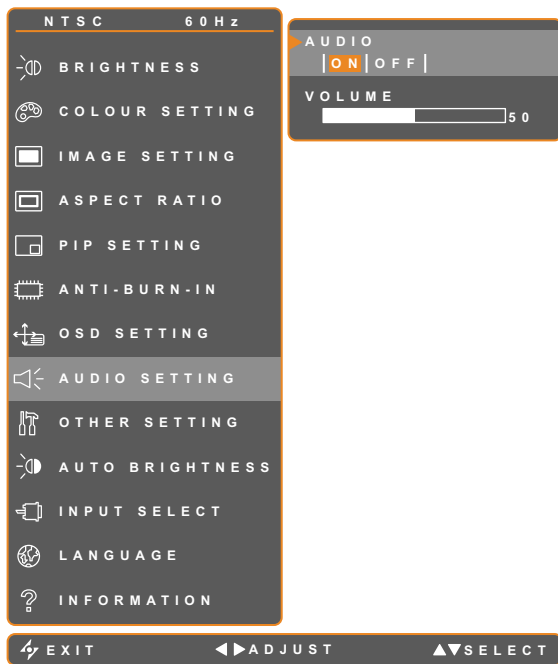 NTSC 60Hz
BRIGHTNESS
COLOUR SETTING
IMAGE SETTING
ASPECT RATIO
PIP SETTING
ANTI-BURN-IN
OSD SETTING
AUDIO SETTING
OTHER SETTING
AUTO BRIGHTNESS
INPUT SELECT
LANGUAGE
INFORMATION
AUDIO
ON OFF
VOLUME
50
EXIT ADJUST SELECT